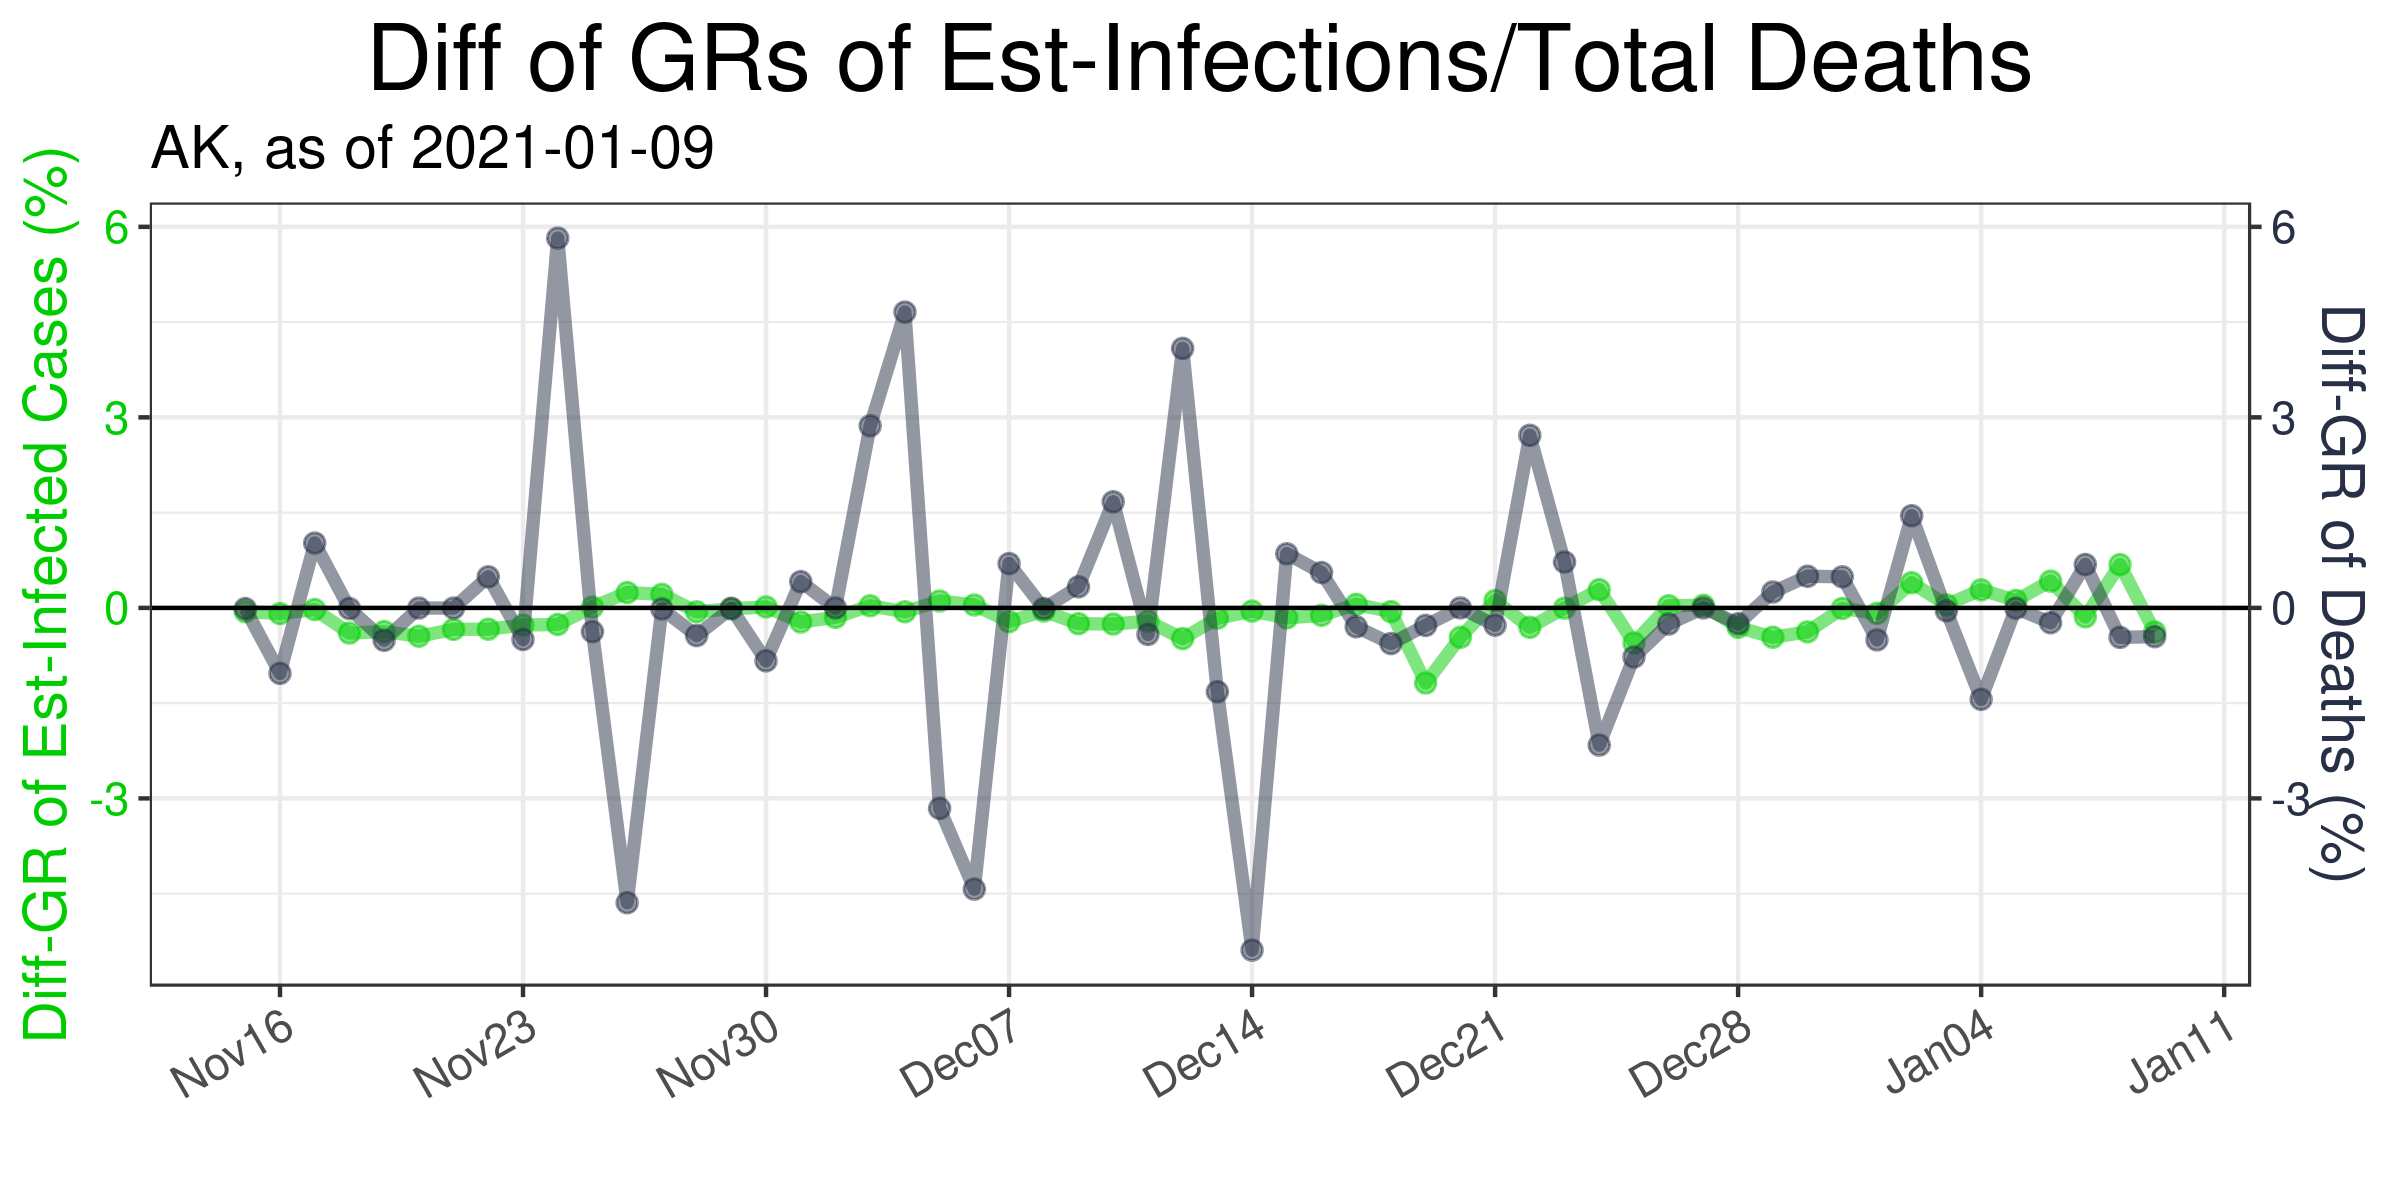 Diff of GRs of Est-Infections/Total Deaths
AK, as of 2021-01-09
Diff-GR of Est-Infected Cases (%)
6
3
0
-3
6
3
0
-3
Diff-GR of Deaths (%)
Nov16
Nov23
Nov30
Dec07
Dec14
Dec21
Dec28
Jan04
Jan11